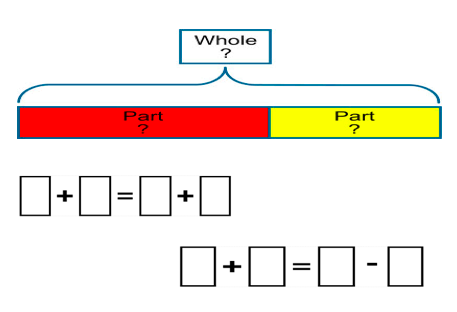 Whole
?
Part Part
? ?
□ + □ = □ + □
□ + □ = □ - □